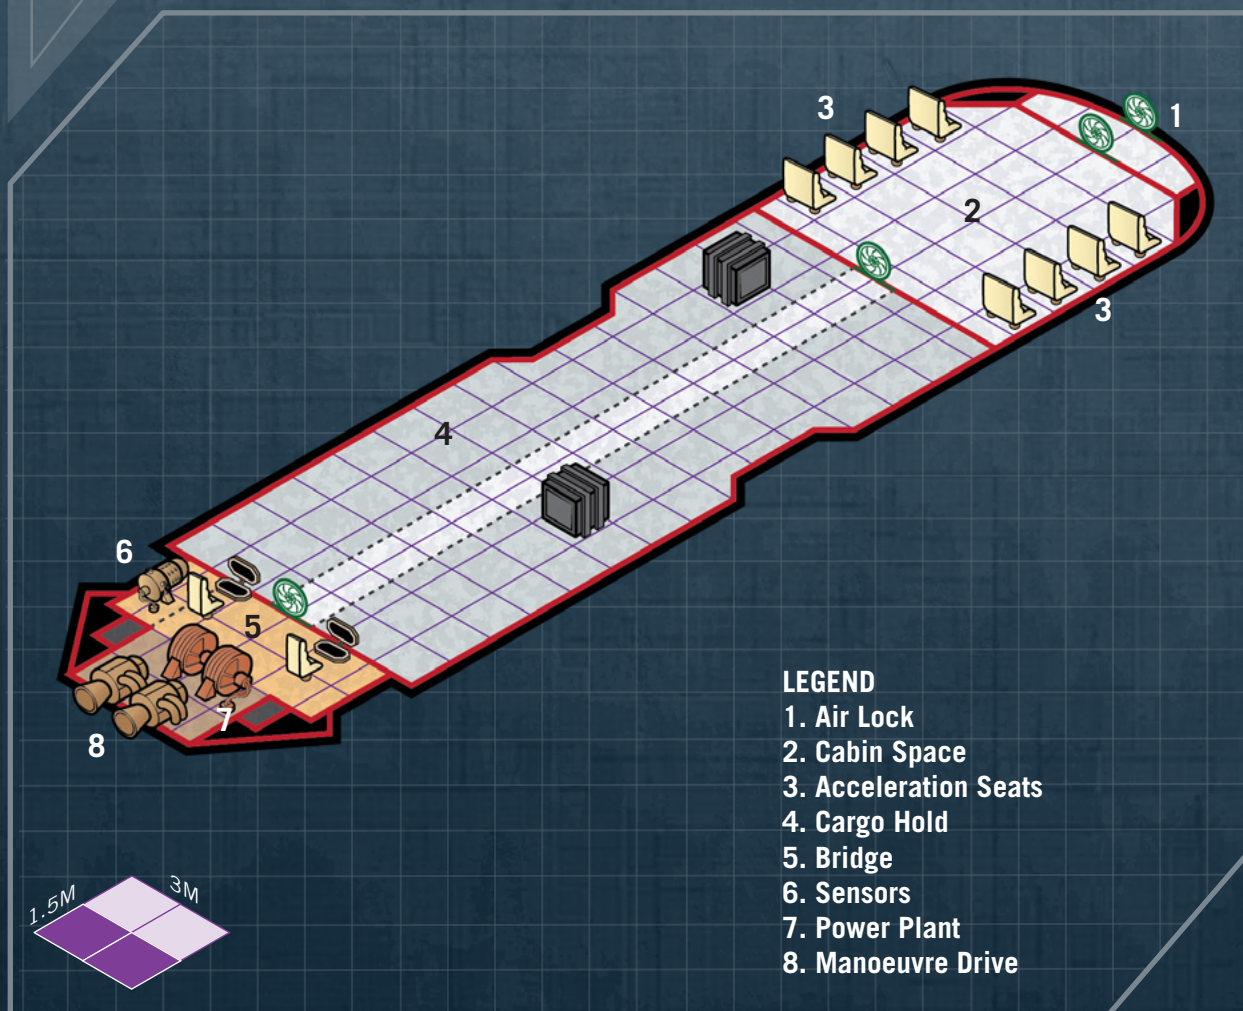 3
1
2
3
4
6
5
7
8
LEGEND
1. Air Lock
2. Cabin Space
3. Acceleration Seats
4. Cargo Hold
5. Bridge
6. Sensors
7. Power Plant
8. Manoeuvre Drive
1.5M
3M